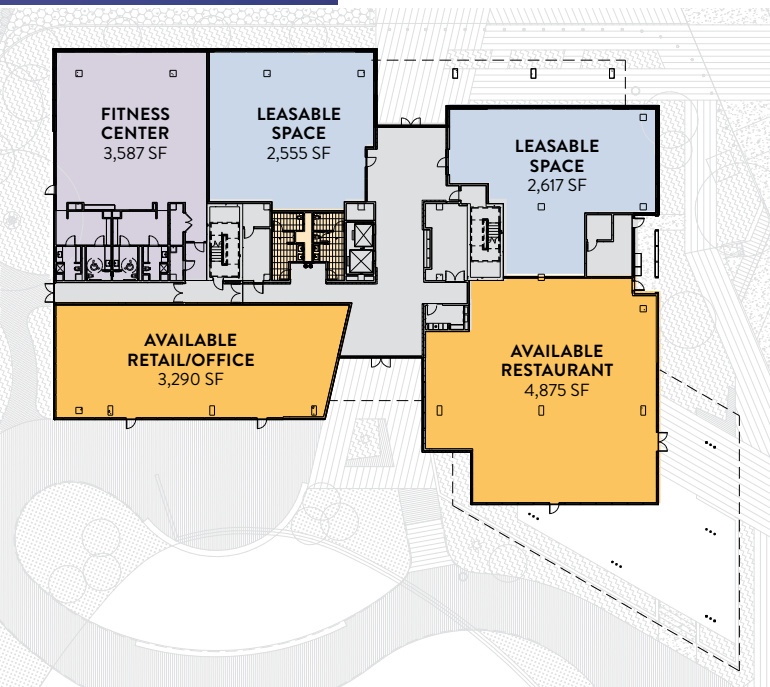 FITNESS
CENTER
3,587 SF
LEASABLE
SPACE
2,555 SF
LEASABLE
SPACE
2,617 SF
AVAILABLE
RETAIL/OFFICE
3,290 SF
AVAILABLE
RESTAURANT
4,875 SF